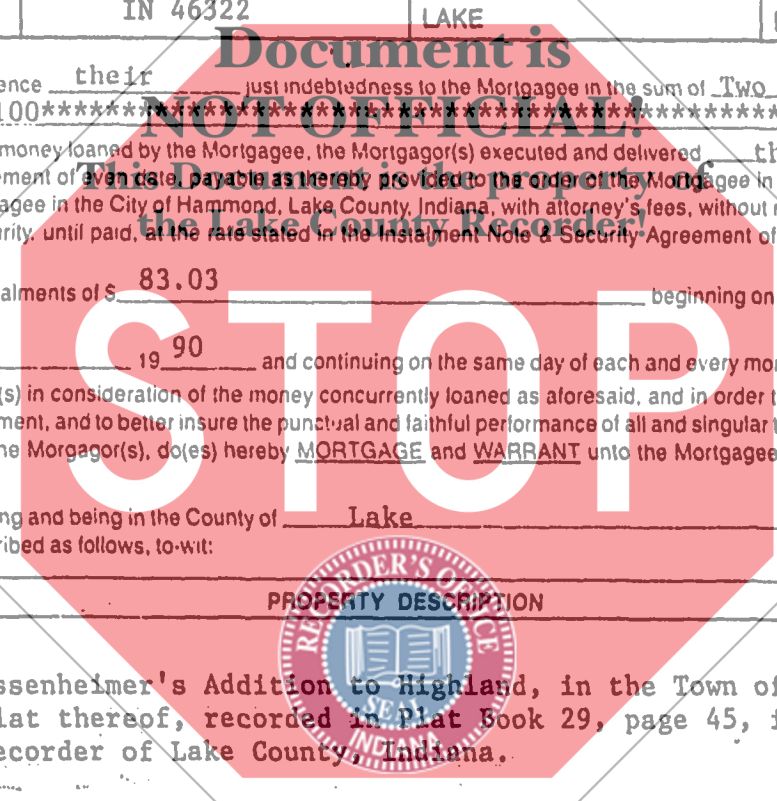 IN 46322
LAKE
Document is
ence their just indebtedness to the Mortgagee in the sum of Two
100************************************************
NOT OFFICIAL!
money loaned by the Mortgagee, the Mortgagor(s) executed and delivered th
This Document is the property of
ement of even date, payable as thereby provided to the order of the Mortgagee in
agee in the City of Hammond, Lake County, Indiana, with attorney's fees, without
the Lake County Recorder!
rity, until paid, at the rate stated in the Instalment Note & Security Agreement of
alments of $ 83.03 beginning on
19 90 and continuing on the same day of each and every mo
STOP
(s) in consideration of the money concurrently loaned as aforesaid, and in order t
ment, and to better insure the punctual and faithful performance of all and singular t
he Morgagor(s), do(es) hereby MORTGAGE and WARRANT unto the Mortgagee
ng and being in the County of Lake
ribed as follows, to-wit:
RECORDER'S OFFICE
PROPERTY DESCRIPTION
ssenheimer's Addition to Highland, in the Town of
SEAL
lat thereof, recorded in Plat Book 29, page 45, i
INDIANA
ecorder of Lake County, Indiana.